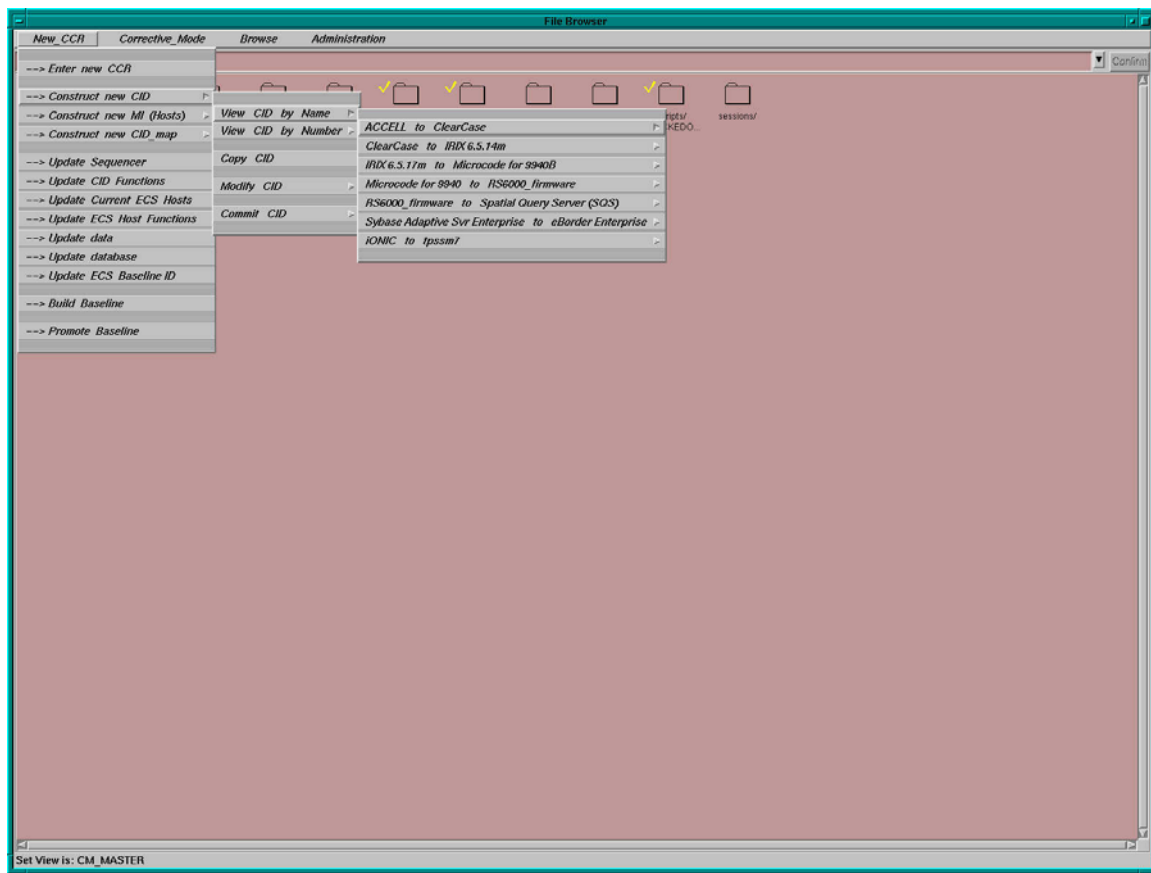 File Browser
New_CCR Corrective_Mode Browse Administration
--> Enter new CCR
Confirm
--> Construct new CID
--> Construct new MI (Hosts)
--> Construct new CID_map
--> Update Sequencer
--> Update CID Functions
--> Update Current ECS Hosts
--> Update ECS Host Functions
--> Update data
--> Update database
--> Update ECS Baseline ID
--> Build Baseline
--> Promote Baseline
View CID by Name
View CID by Number
Copy CID
Modify CID
Commit CID
ACCELL to ClearCase
ClearCase to IRIX 6.5.14m
IRIX 6.5.17m to Microcode for 9940B
Microcode for 9940 to RS6000_firmware
RS6000_firmware to Spatial Query Server (SQS)
Sybase Adaptive Svr Enterprise to eBorder Enterprise
iONIC to tpssm7
sessions/
Set View is: CM_MASTER